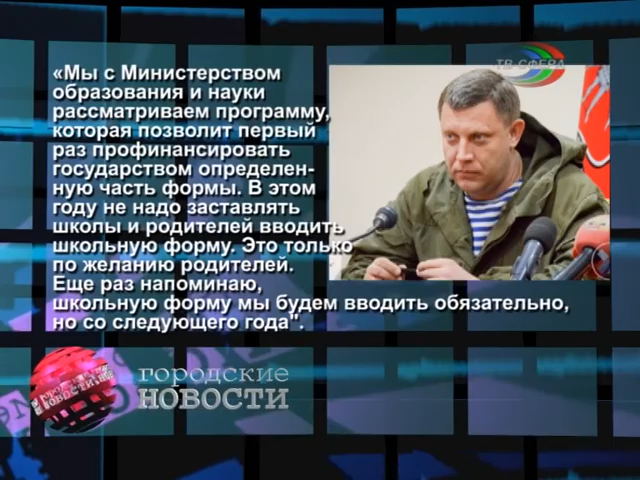 ТВ-СФЕРА
«Мы с Министерством
образования и науки
рассматриваем программу,
которая позволит первый
раз профинансировать
государством определен-
ную часть формы. В этом
году не надо заставлять
школы и родителей вводить
школьную форму. Это только
по желанию родителей.
Еще раз напоминаю,
школьную форму мы будем вводить обязательно,
но со следующего года".
городские
НОВОСТИ